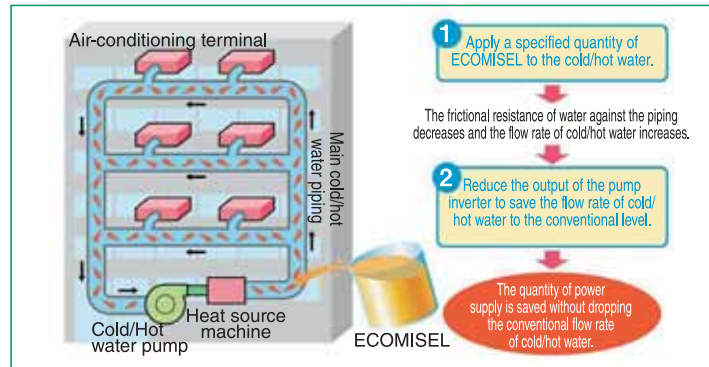 Air-conditioning terminal
Main cold/hot
water piping
Cold/Hot
water pump
Heat source
machine
ECOMISEL
1
Apply a specified quantity of
ECOMISEL to the cold/hot water.
The frictional resistance of water against the piping
decreases and the flow rate of cold/hot water increases.
2
Reduce the output of the pump
inverter to save the flow rate of cold/
hot water to the conventional level.
The quantity of power
supply is saved without dropping
the conventional flow rate
of cold/hot water.